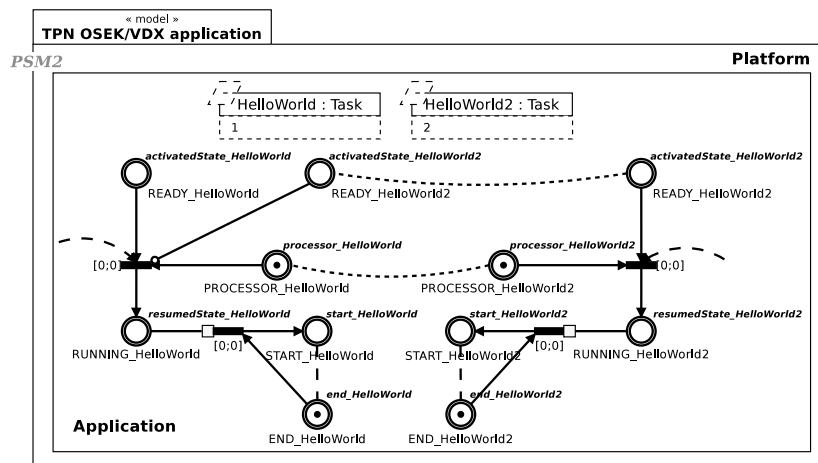 « model »
TPN OSEK/VDX application
PSM2
Platform
HelloWorld : Task
HelloWorld2 : Task
1
2
activatedState_HelloWorld
activatedState_HelloWorld2
activatedState_HelloWorld2
READY_HelloWorld
READY_HelloWorld2
READY_HelloWorld2
processor_HelloWorld
processor_HelloWorld2
[0;0]
[0;0]
PROCESSOR_HelloWorld
PROCESSOR_HelloWorld2
resumedState_HelloWorld
start_HelloWorld
start_HelloWorld2
resumedState_HelloWorld2
[0;0]
[0;0]
RUNNING_HelloWorld
START_HelloWorld
START_HelloWorld2
RUNNING_HelloWorld2
end_HelloWorld
end_HelloWorld2
Application
END_HelloWorld
END_HelloWorld2